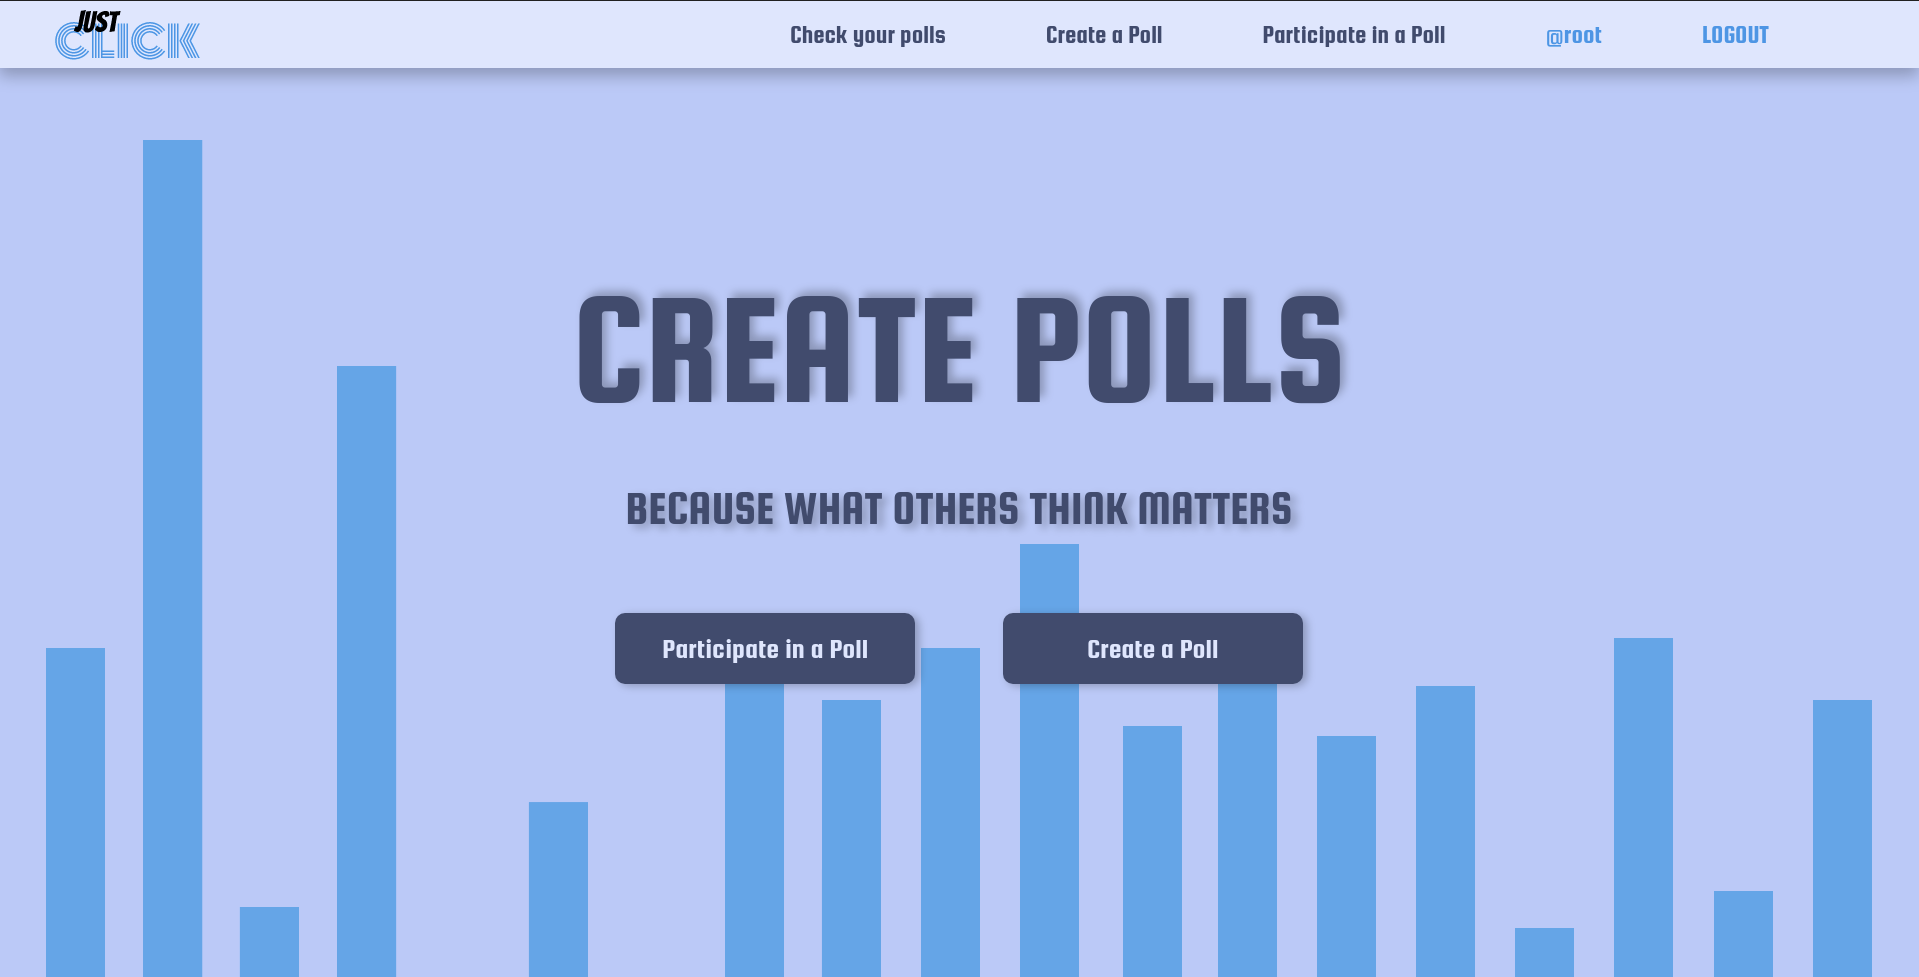 JUST
CLICK
Check your polls
Create a Poll
Participate in a Poll
@root
LOGOUT
CREATE POLLS
BECAUSE WHAT OTHERS THINK MATTERS
Participate in a Poll
Create a Poll